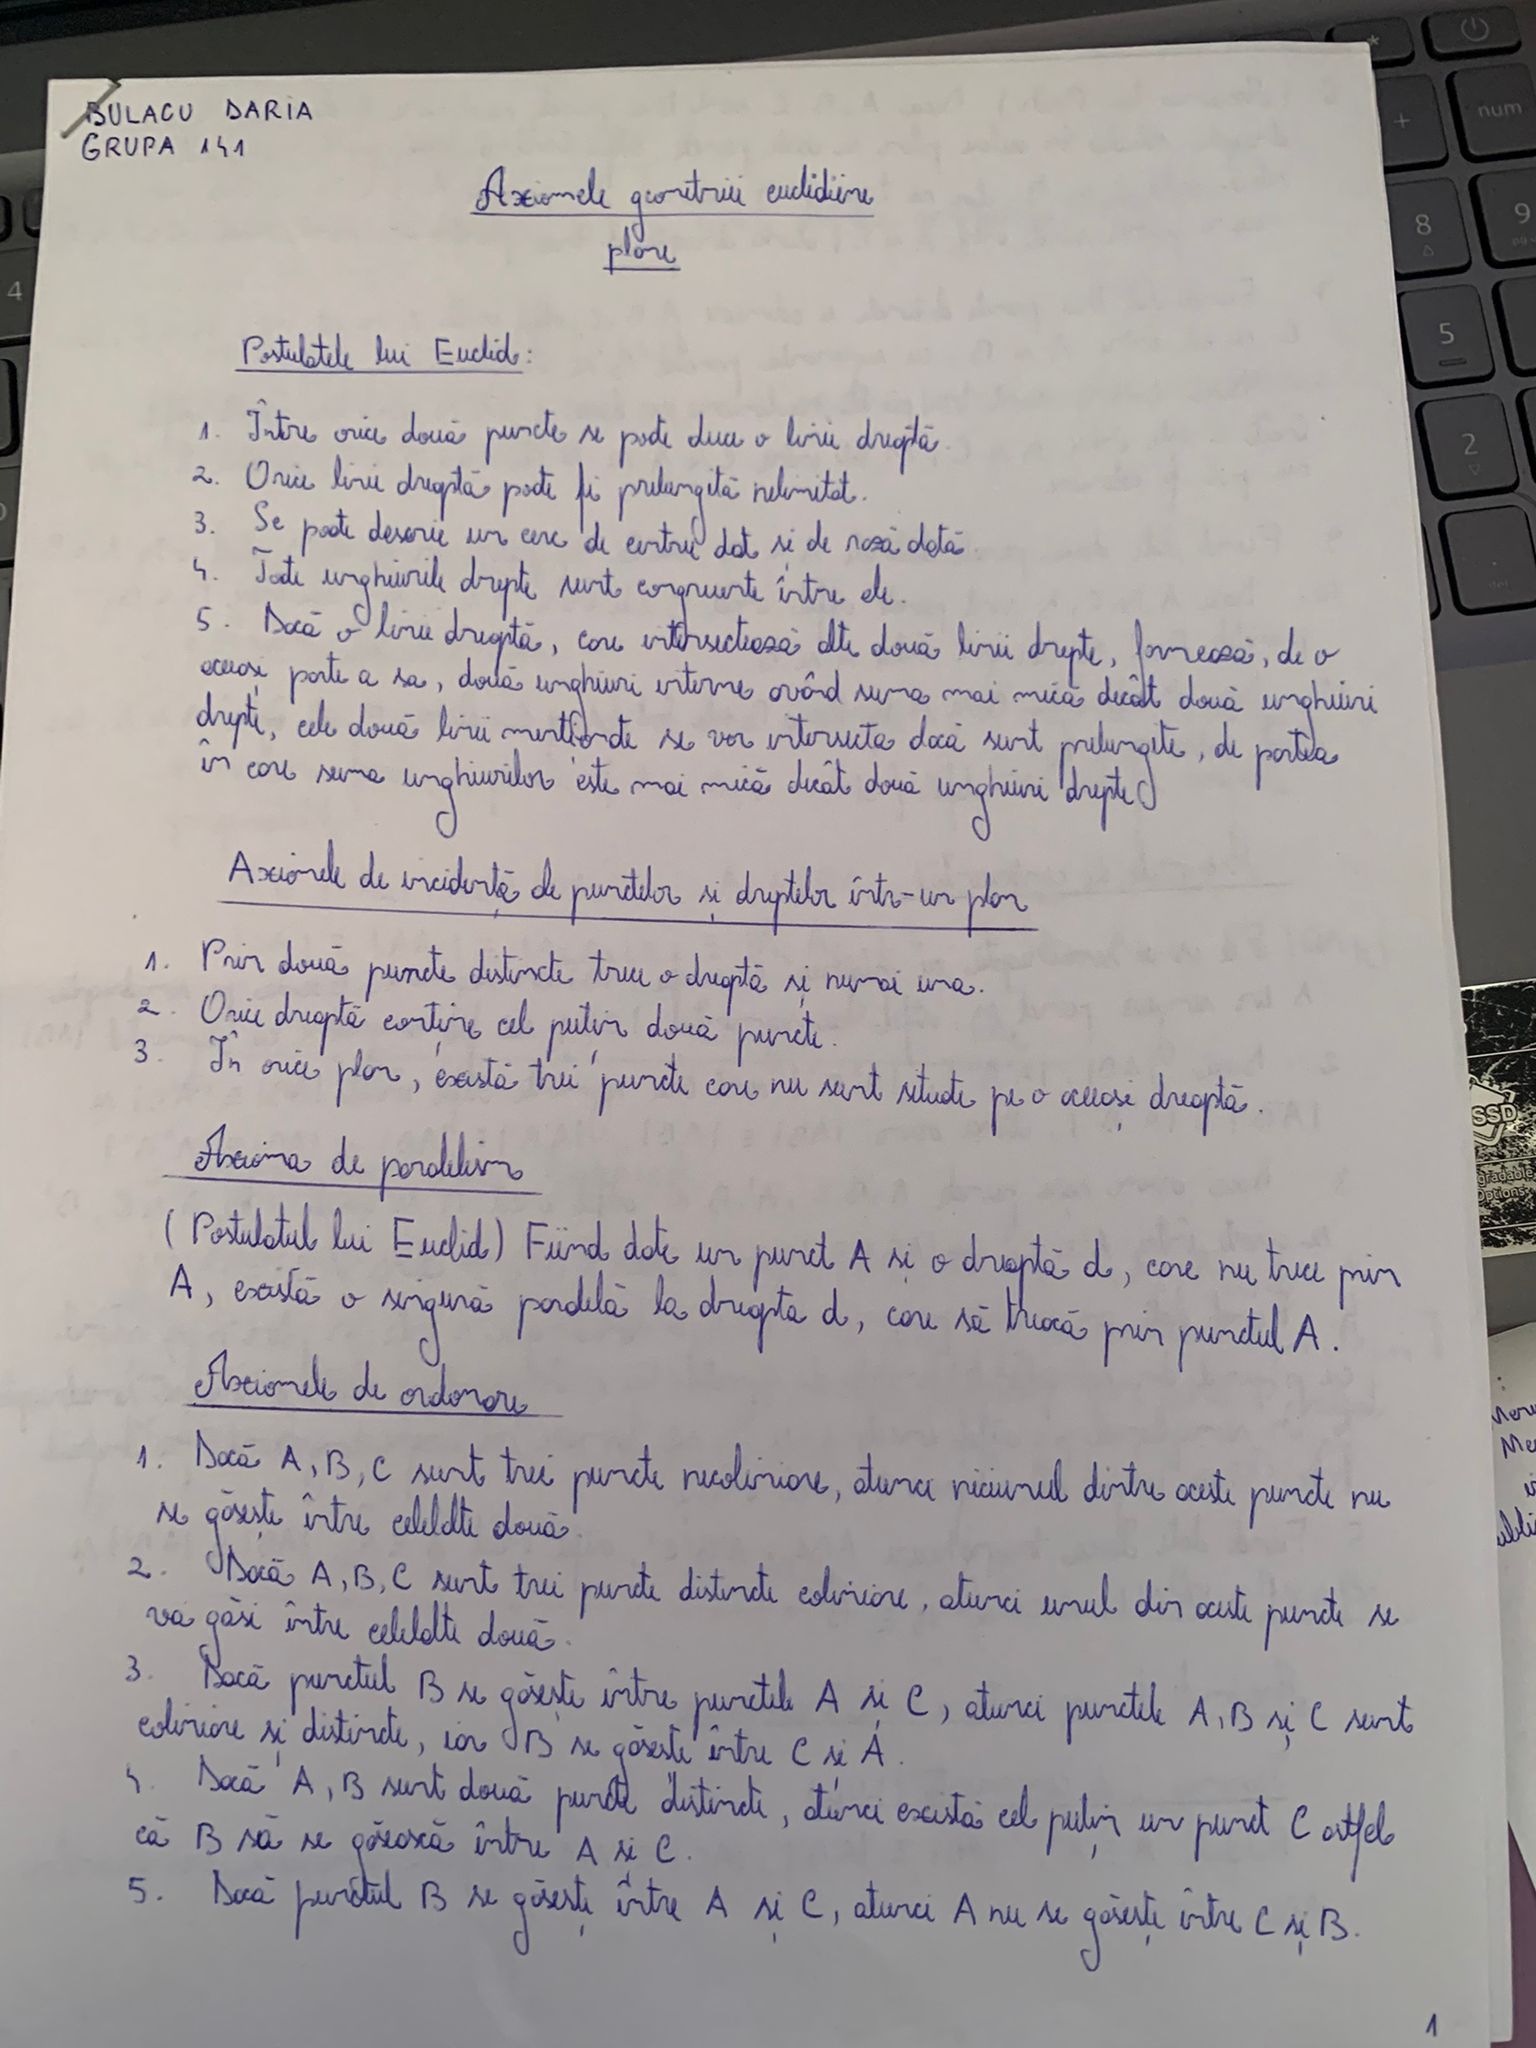 BULACU DARIA
GRUPA 141
Axiomele geometriei euclidiene
plane
Postulatele lui Euclid:
1. Între orice două puncte se poate duce o linie dreaptă.
2. Orice linie dreaptă poate fi prelungită nelimitat.
3. Se poate descrie un cerc de centru dat și de rază dată.
4. Toate unghiurile drepte sunt congruente între ele.
5. Dacă o linie dreaptă, care intersectează alte două linii drepte, formează, de o
aceeași parte a sa, două unghiuri interne având suma mai mică decât două unghiuri
drepte, cele două linii menționate se vor intersecta dacă sunt prelungite, de partea
în care suma unghiurilor este mai mică decât două unghiuri drepte
Axiomele de incidență ale punctelor și dreptelor într-un plan
1. Prin două puncte distincte trece o dreaptă și numai una.
2. Orice dreaptă conține cel puțin două puncte.
3. În orice plan, există trei puncte care nu sunt situate pe o aceeași dreaptă.
Axioma de paralelism
(Postulatul lui Euclid) Fiind date un punct A și o dreaptă d, care nu trece prin
A, există o singură paralelă la dreapta d, care să treacă prin punctul A.
Axiomele de ordonare
1. Dacă A, B, C sunt trei puncte necoliniare, atunci niciunul dintre aceste puncte nu
se găsește între celelalte două.
2. Dacă A, B, C sunt trei puncte distincte coliniare, atunci unul din aceste puncte se
va găsi între celelalte două.
3. Dacă punctul B se găsește între punctele A și C, atunci punctele A, B și C sunt
coliniare și distincte, iar B se găsește între C și A.
4. Dacă A, B sunt două puncte distincte, atunci există cel puțin un punct C astfel
că B să se găsească între A și C.
5. Dacă punctul B se găsește între A și C, atunci A nu se găsește între C și B.
1
num
+
*
8
9
4
5
2
.
del
SSD